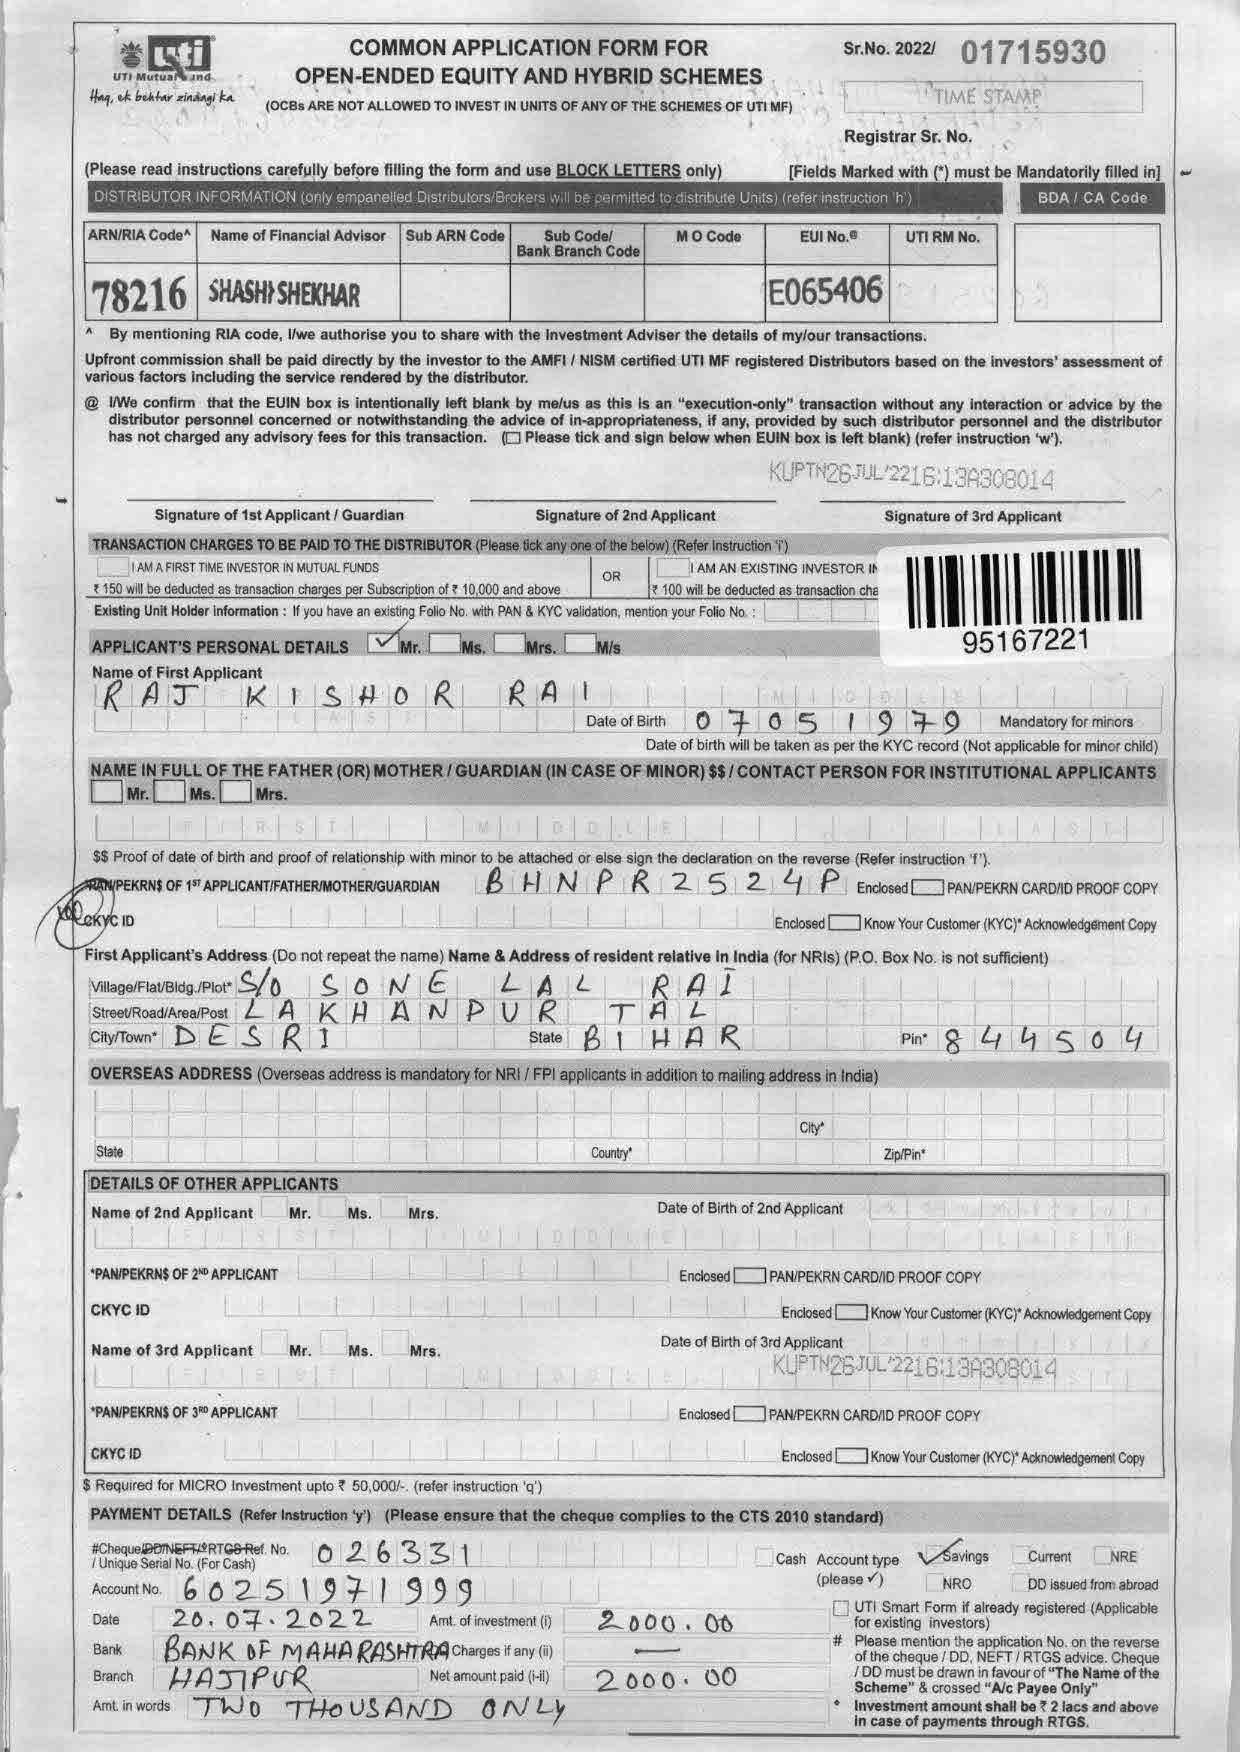 uti
UTI Mutual Fund
Haq, ek behtar zindagi ka
COMMON APPLICATION FORM FOR
OPEN-ENDED EQUITY AND HYBRID SCHEMES
(OCBs ARE NOT ALLOWED TO INVEST IN UNITS OF ANY OF THE SCHEMES OF UTI MF)
Sr.No. 2022/ 01715930
TIME STAMP
Registrar Sr. No.
(Please read instructions carefully before filling the form and use BLOCK LETTERS only) [Fields Marked with (*) must be Mandatorily filled in]
DISTRIBUTOR INFORMATION (only empanelled Distributors/Brokers will be permitted to distribute Units) (refer instruction 'h') BDA / CA Code
ARN/RIA Code^ Name of Financial Advisor Sub ARN Code Sub Code/ Bank Branch Code M O Code EUI No.@ UTI RM No.
78216 SHASHI SHEKHAR E065406
^ By mentioning RIA code, I/we authorise you to share with the Investment Adviser the details of my/our transactions.
Upfront commission shall be paid directly by the investor to the AMFI / NISM certified UTI MF registered Distributors based on the investors' assessment of
various factors including the service rendered by the distributor.
@ I/We confirm that the EUIN box is intentionally left blank by me/us as this is an "execution-only" transaction without any interaction or advice by the
distributor personnel concerned or notwithstanding the advice of in-appropriateness, if any, provided by such distributor personnel and the distributor
has not charged any advisory fees for this transaction. (☐ Please tick and sign below when EUIN box is left blank) (refer instruction 'w').
KUPTN26JUL'2216:13A308014
Signature of 1st Applicant / Guardian Signature of 2nd Applicant Signature of 3rd Applicant
TRANSACTION CHARGES TO BE PAID TO THE DISTRIBUTOR (Please tick any one of the below) (Refer Instruction 'i')
I AM A FIRST TIME INVESTOR IN MUTUAL FUNDS OR I AM AN EXISTING INVESTOR IN
₹ 150 will be deducted as transaction charges per Subscription of ₹ 10,000 and above ₹ 100 will be deducted as transaction cha
Existing Unit Holder information : If you have an existing Folio No. with PAN & KYC validation, mention your Folio No. :
95167221
APPLICANT'S PERSONAL DETAILS ✓ Mr. Ms. Mrs. M/s
Name of First Applicant
RAJ KISHOR RAI
Date of Birth 07051979 Mandatory for minors
Date of birth will be taken as per the KYC record (Not applicable for minor child)
NAME IN FULL OF THE FATHER (OR) MOTHER / GUARDIAN (IN CASE OF MINOR) $$ / CONTACT PERSON FOR INSTITUTIONAL APPLICANTS
Mr. Ms. Mrs.
FIRST MIDDLE LAST
$$ Proof of date of birth and proof of relationship with minor to be attached or else sign the declaration on the reverse (Refer instruction 'f').
PAN/PEKRN$ OF 1ST APPLICANT/FATHER/MOTHER/GUARDIAN BHNPR2524P Enclosed PAN/PEKRN CARD/ID PROOF COPY
CKYC ID Enclosed Know Your Customer (KYC)* Acknowledgement Copy
First Applicant's Address (Do not repeat the name) Name & Address of resident relative in India (for NRIs) (P.O. Box No. is not sufficient)
Village/Flat/Bldg./Plot* S/O SONE LAL RAI
Street/Road/Area/Post LAKHANPUR TAL
City/Town* DESRI State BIHAR Pin* 844504
OVERSEAS ADDRESS (Overseas address is mandatory for NRI / FPI applicants in addition to mailing address in India)
City*
State Country* Zip/Pin*
DETAILS OF OTHER APPLICANTS
Name of 2nd Applicant Mr. Ms. Mrs. Date of Birth of 2nd Applicant
*PAN/PEKRN$ OF 2ND APPLICANT Enclosed PAN/PEKRN CARD/ID PROOF COPY
CKYC ID Enclosed Know Your Customer (KYC)* Acknowledgement Copy
Name of 3rd Applicant Mr. Ms. Mrs. Date of Birth of 3rd Applicant
KUPTN26JUL'2216:13A308014
*PAN/PEKRN$ OF 3RD APPLICANT Enclosed PAN/PEKRN CARD/ID PROOF COPY
CKYC ID Enclosed Know Your Customer (KYC)* Acknowledgement Copy
$ Required for MICRO Investment upto ₹ 50,000/-. (refer instruction 'q')
PAYMENT DETAILS (Refer Instruction 'y') (Please ensure that the cheque complies to the CTS 2010 standard)
#Cheque/DD/NEFT/°RTGS Ref. No. 026331 Cash Account type ✓ Savings Current NRE
/ Unique Serial No. (For Cash) (please ✓) NRO DD issued from abroad
Account No. 60251971999
Date 20.07.2022 Amt. of investment (i) 2000.00
Bank BANK OF MAHARASHTRA Charges if any (ii) —
Branch HAJIPUR Net amount paid (i-ii) 2000.00
Amt. in words TWO THOUSAND ONLY
UTI Smart Form if already registered (Applicable
for existing investors)
# Please mention the application No. on the reverse
of the cheque / DD, NEFT / RTGS advice. Cheque
/ DD must be drawn in favour of "The Name of the
Scheme" & crossed "A/c Payee Only"
° Investment amount shall be ₹ 2 lacs and above
in case of payments through RTGS.